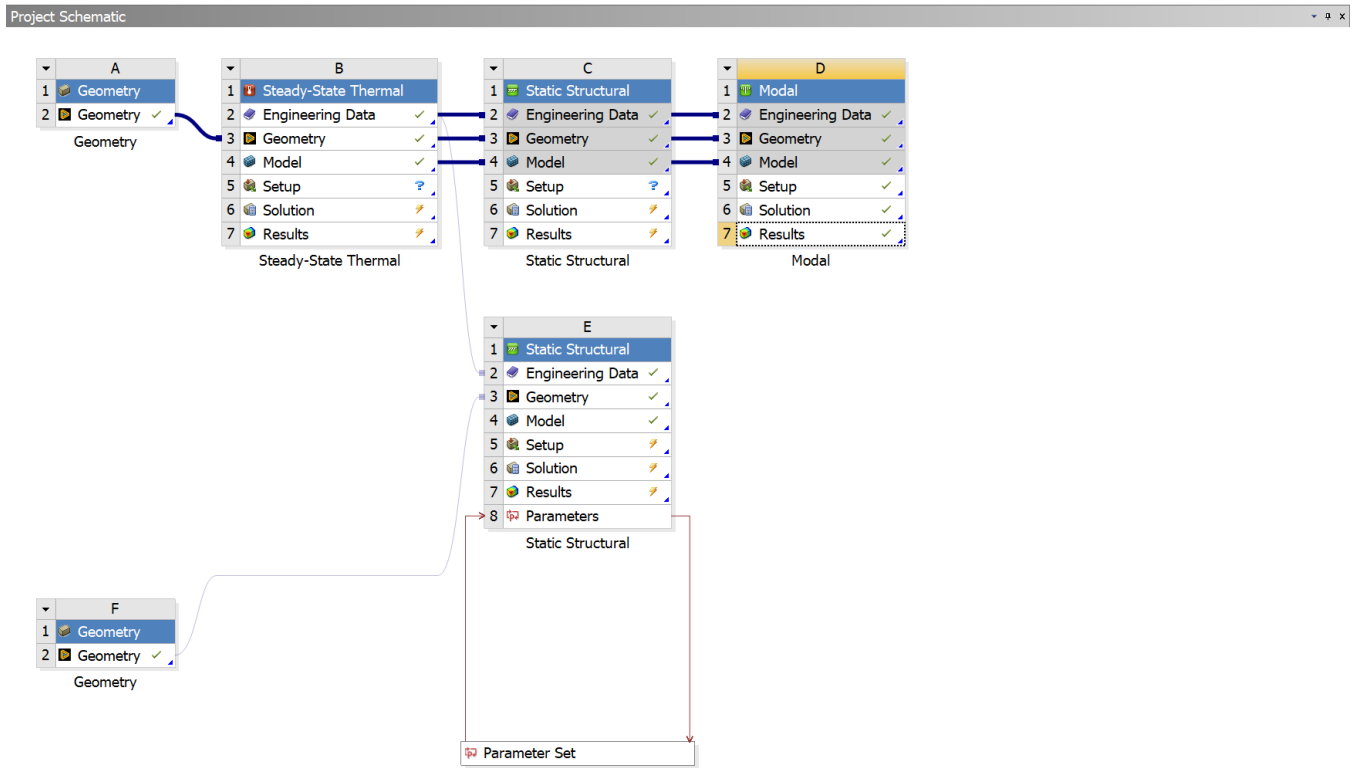 Project Schematic
A
1 Geometry
2 Geometry
Geometry
B
1 Steady-State Thermal
2 Engineering Data
3 Geometry
4 Model
5 Setup ?
6 Solution
7 Results
Steady-State Thermal
C
1 Static Structural
2 Engineering Data
3 Geometry
4 Model
5 Setup ?
6 Solution
7 Results
Static Structural
D
1 Modal
2 Engineering Data
3 Geometry
4 Model
5 Setup
6 Solution
7 Results
Modal
E
1 Static Structural
2 Engineering Data
3 Geometry
4 Model
5 Setup
6 Solution
7 Results
8 Parameters
Static Structural
F
1 Geometry
2 Geometry
Geometry
Parameter Set